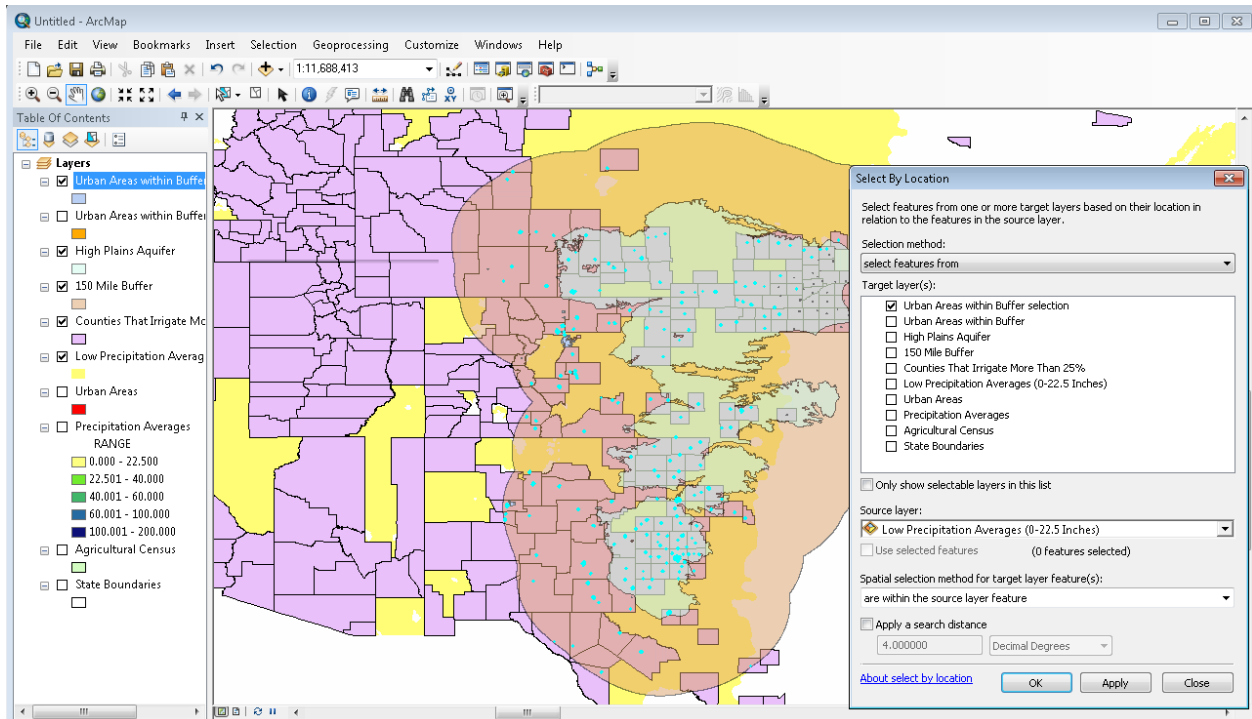 Untitled - ArcMap
File Edit View Bookmarks Insert Selection Geoprocessing Customize Windows Help
1:11,688,413
Table Of Contents
Layers
Urban Areas within Buffer
Urban Areas within Buffer
High Plains Aquifer
150 Mile Buffer
Counties That Irrigate Mo
Low Precipitation Averag
Urban Areas
Precipitation Averages
RANGE
0.000 - 22.500
22.501 - 40.000
40.001 - 60.000
60.001 - 100.000
100.001 - 200.000
Agricultural Census
State Boundaries
Select By Location
Select features from one or more target layers based on their location in
relation to the features in the source layer.
Selection method:
select features from
Target layer(s):
Urban Areas within Buffer selection
Urban Areas within Buffer
High Plains Aquifer
150 Mile Buffer
Counties That Irrigate More Than 25%
Low Precipitation Averages (0-22.5 Inches)
Urban Areas
Precipitation Averages
Agricultural Census
State Boundaries
Only show selectable layers in this list
Source layer:
Low Precipitation Averages (0-22.5 Inches)
Use selected features (0 features selected)
Spatial selection method for target layer feature(s):
are within the source layer feature
Apply a search distance
4.000000 Decimal Degrees
About select by location OK Apply Close